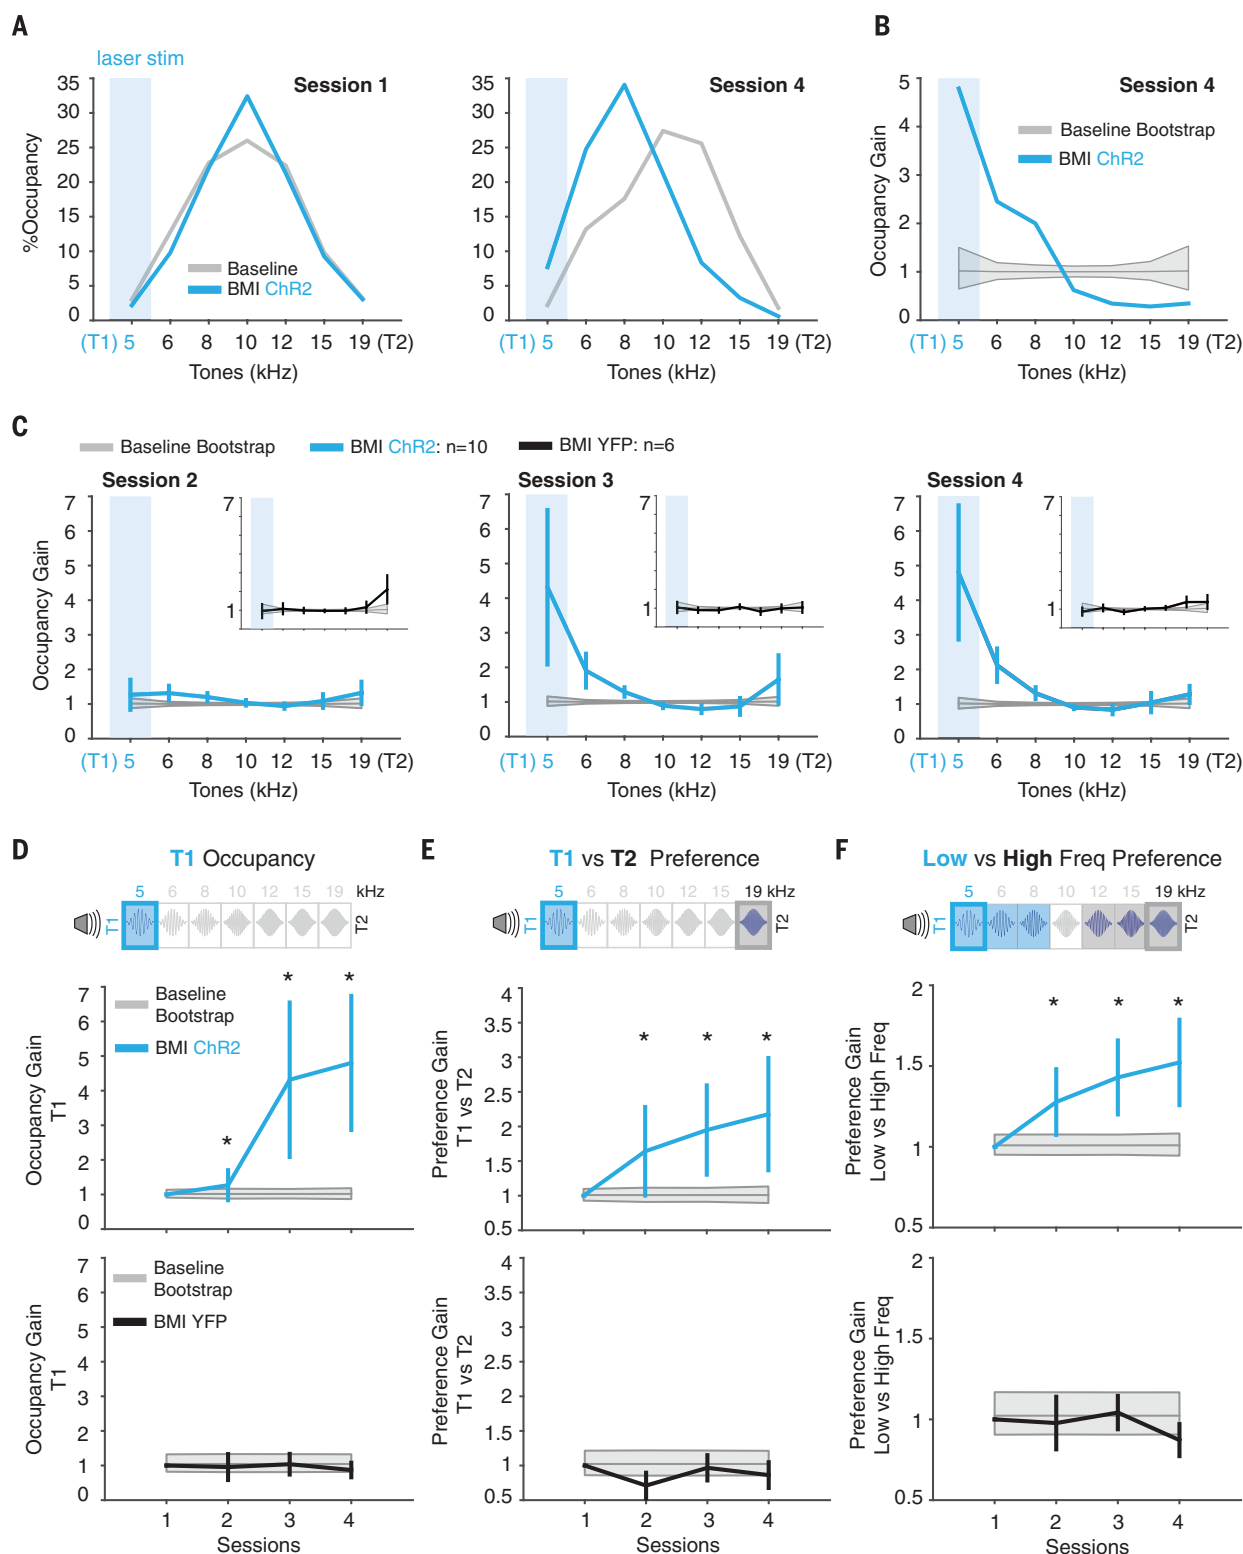 A
laser stim
Session 1
35
30
25
20
15
10
5
0
%Occupancy
Baseline
BMI ChR2
(T1) 5 6 8 10 12 15 19 (T2)
Tones (kHz)
Session 4
35
30
25
20
15
10
5
0
(T1) 5 6 8 10 12 15 19 (T2)
Tones (kHz)
B
Session 4
5
4
3
2
1
0
Occupancy Gain
Baseline Bootstrap
BMI ChR2
(T1) 5 6 8 10 12 15 19 (T2)
Tones (kHz)
C
Baseline Bootstrap
BMI ChR2: n=10
BMI YFP: n=6
Session 2
7
6
5
4
3
2
1
0
Occupancy Gain
7
1
(T1) 5 6 8 10 12 15 19 (T2)
Tones (kHz)
Session 3
7
6
5
4
3
2
1
0
7
1
(T1) 5 6 8 10 12 15 19 (T2)
Tones (kHz)
Session 4
7
6
5
4
3
2
1
0
7
1
(T1) 5 6 8 10 12 15 19 (T2)
Tones (kHz)
D
T1 Occupancy
5 6 8 10 12 15 19 kHz
T1
T2
7
6
5
4
3
2
1
0
Occupancy Gain
T1
Baseline
Bootstrap
BMI ChR2
* * *
7
6
5
4
3
2
1
0
Occupancy Gain
T1
Baseline
Bootstrap
BMI YFP
1 2 3 4
Sessions
E
T1 vs T2 Preference
5 6 8 10 12 15 19 kHz
T1
T2
4
3.5
3
2.5
2
1.5
1
0.5
Preference Gain
T1 vs T2
* * *
4
3.5
3
2.5
2
1.5
1
0.5
Preference Gain
T1 vs T2
1 2 3 4
Sessions
F
Low vs High Freq Preference
5 6 8 10 12 15 19 kHz
T1
T2
2
1.5
1
0.5
Preference Gain
Low vs High Freq
* * *
2
1.5
1
0.5
Preference Gain
Low vs High Freq
1 2 3 4
Sessions